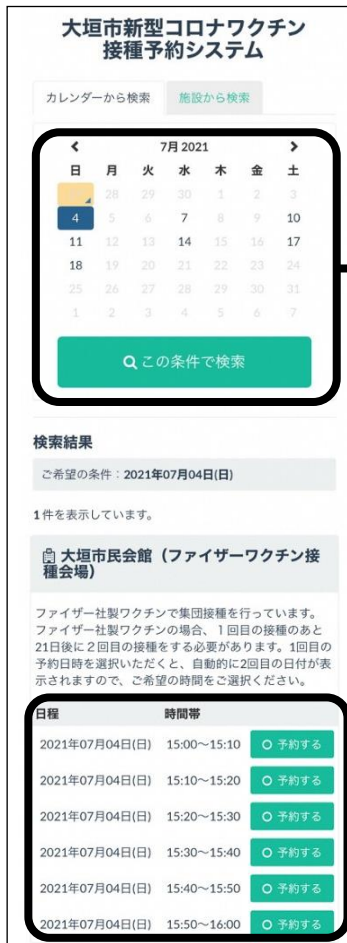 大垣市新型コロナワクチン
接種予約システム
カレンダーから検索 施設から検索
7月 2021
日 月 火 水 木 金 土
28 29 30 1 2 3
4 5 6 7 8 9 10
11 12 13 14 15 16 17
18 19 20 21 22 23 24
25 26 27 28 29 30 31
1 2 3 4 5 6 7
この条件で検索
検索結果
ご希望の条件：2021年07月04日(日)
1件を表示しています。
大垣市民会館（ファイザーワクチン接
種会場）
ファイザー社製ワクチンで集団接種を行っています。
ファイザー社製ワクチンの場合、１回目の接種のあと
21日後に２回目の接種をする必要があります。1回目の
予約日時を選択いただくと、自動的に2回目の日付が表
示されますので、ご希望の時間をご選択ください。
日程 時間帯
2021年07月04日(日) 15:00～15:10 予約する
2021年07月04日(日) 15:10～15:20 予約する
2021年07月04日(日) 15:20～15:30 予約する
2021年07月04日(日) 15:30～15:40 予約する
2021年07月04日(日) 15:40～15:50 予約する
2021年07月04日(日) 15:50～16:00 予約する